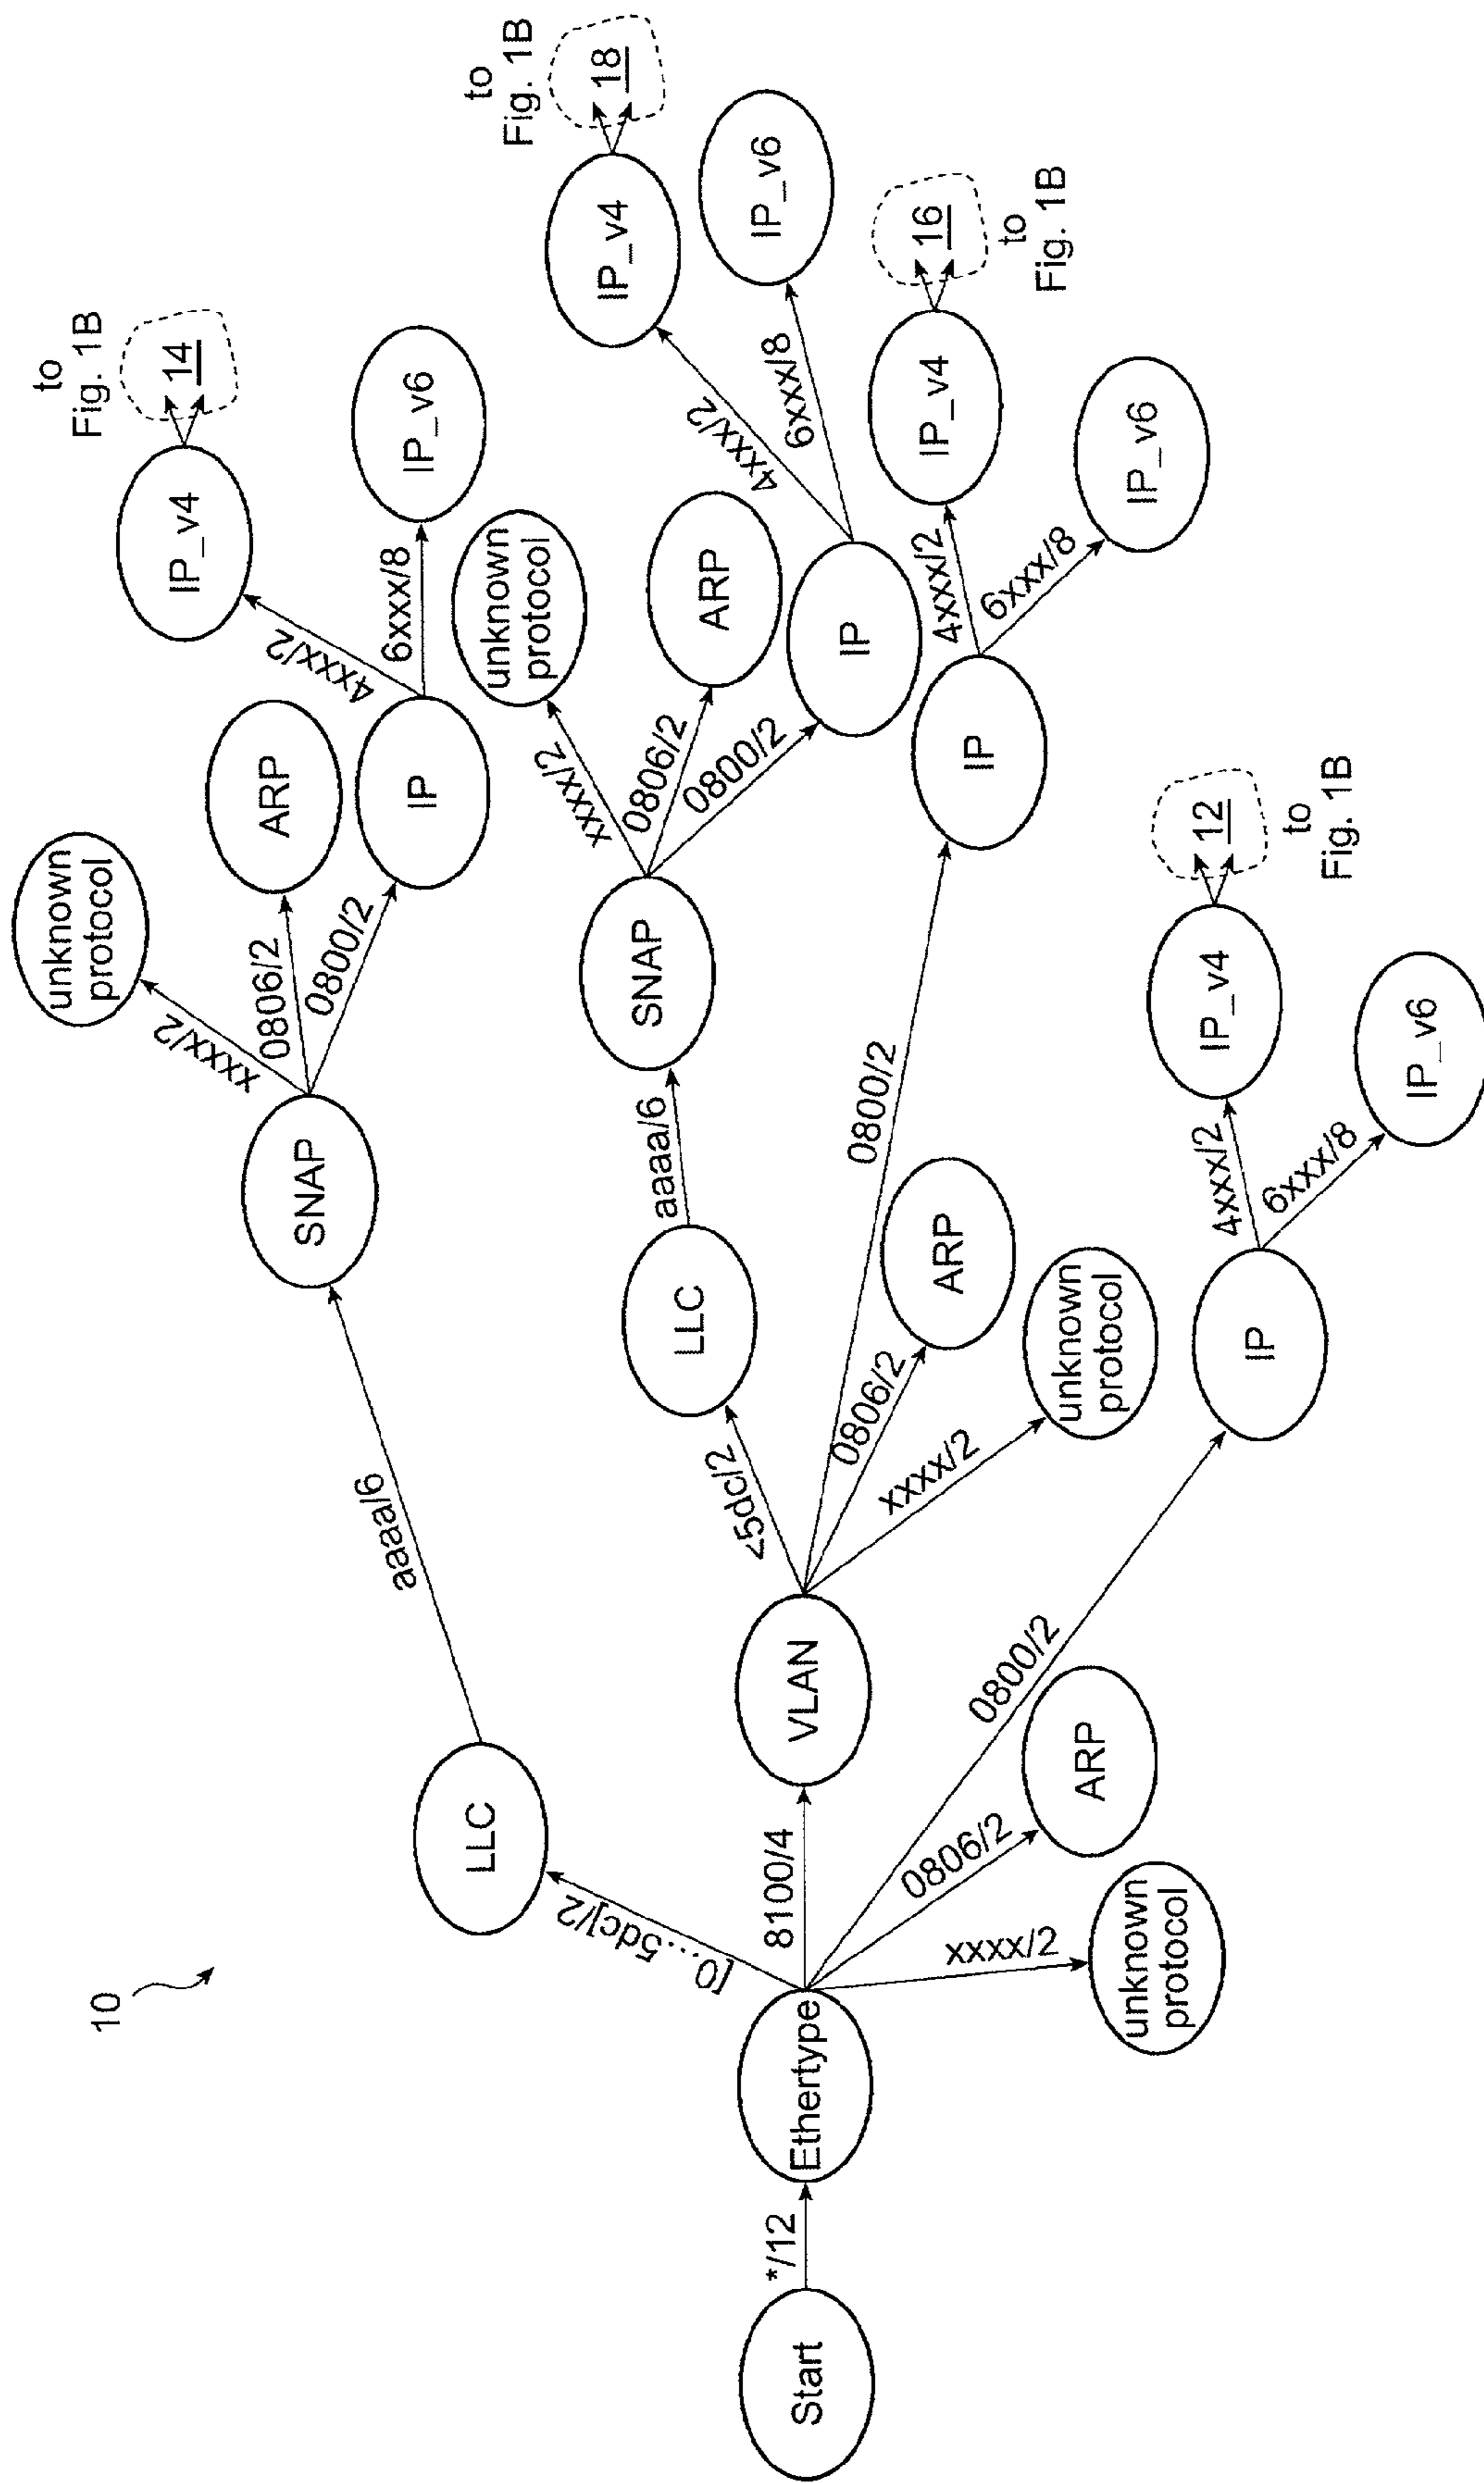 10
Start
*/12
Ethertype
[0...5dc]/2
8100/4
0800/2
0806/2
xxxx/2
LLC
VLAN
ARP
unknown
protocol
aaaa/6
<5dc/2
0800/2
0806/2
xxxx/2
LLC
ARP
unknown
protocol
IP
aaaa/6
4xxx/2
6xxx/8
SNAP
SNAP
IP_v4
IP_v6
12
to
Fig. 1B
xxxx/2
0806/2
0800/2
unknown
protocol
ARP
IP
xxxx/2
0806/2
0800/2
unknown
protocol
ARP
IP
IP
4xxx/2
6xxx/8
IP_v4
IP_v6
14
to
Fig. 1B
4xxx/2
6xxx/8
IP_v4
IP_v6
18
to
Fig. 1B
4xxx/2
6xxx/8
IP_v4
IP_v6
16
to
Fig. 1B